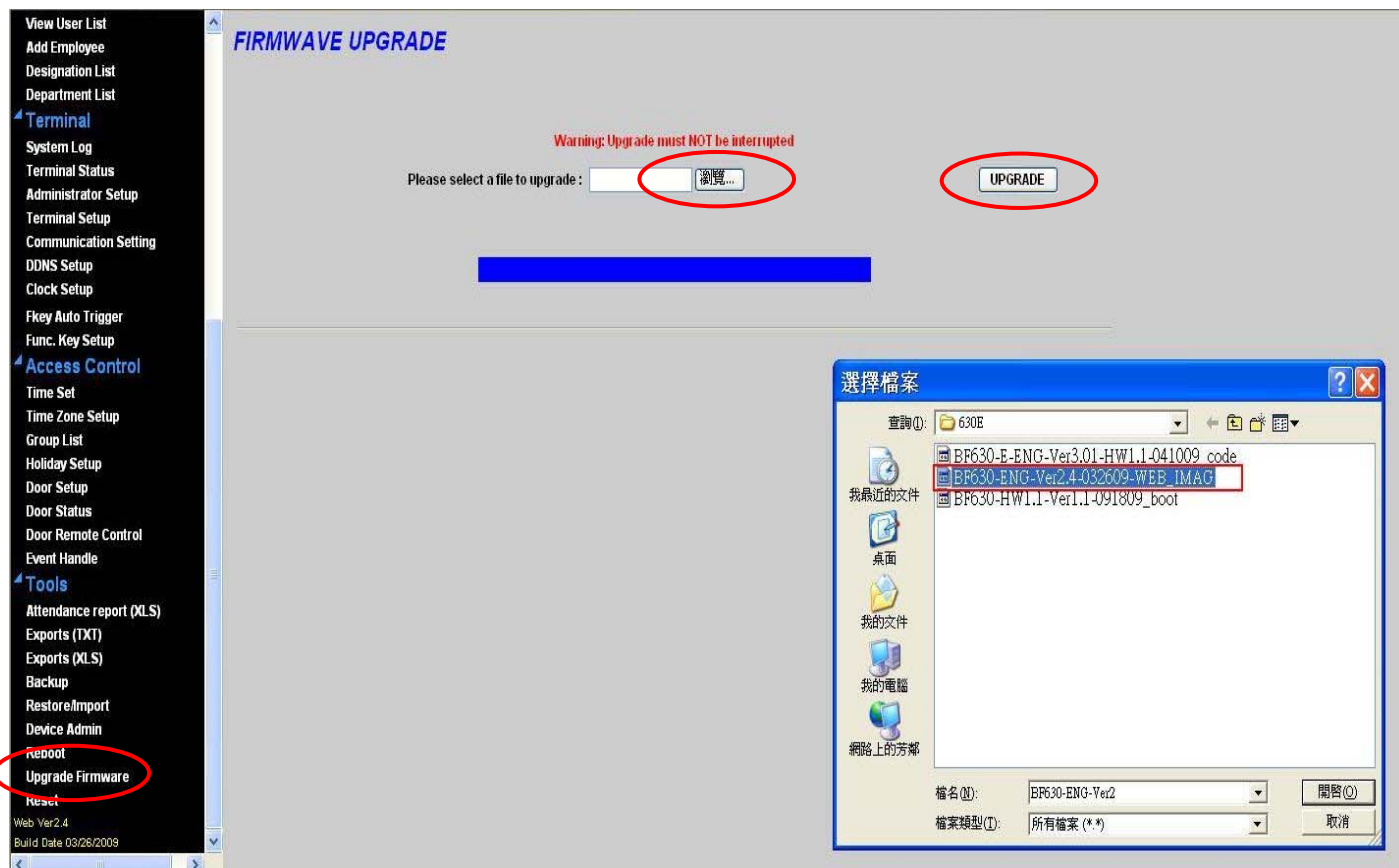 View User List
Add Employee
Designation List
Department List
Terminal
System Log
Terminal Status
Administrator Setup
Terminal Setup
Communication Setting
DDNS Setup
Clock Setup
Fkey Auto Trigger
Func. Key Setup
Access Control
Time Set
Time Zone Setup
Group List
Holiday Setup
Door Setup
Door Status
Door Remote Control
Event Handle
Tools
Attendance report (XLS)
Exports (TXT)
Exports (XLS)
Backup
Restore/Import
Device Admin
Reboot
Upgrade Firmware
Reset
Web Ver2.4
Build Date 03/26/2009
FIRMWAVE UPGRADE
Warning: Upgrade must NOT be interrupted
Please select a file to upgrade : 瀏覽... UPGRADE
選擇檔案
查詢(I): 630E
我最近的文件
桌面
我的文件
我的電腦
網路上的芳鄰
BF630-E-ENG-Ver3.01-HW1.1-041009_code
BF630-ENG-Ver2.4-032609-WEB_IMAG
BF630-HW1.1-Ver1.1-091809_boot
檔名(N): BF630-ENG-Ver2 開啓(O)
檔案類型(T): 所有檔案 (*.*) 取消